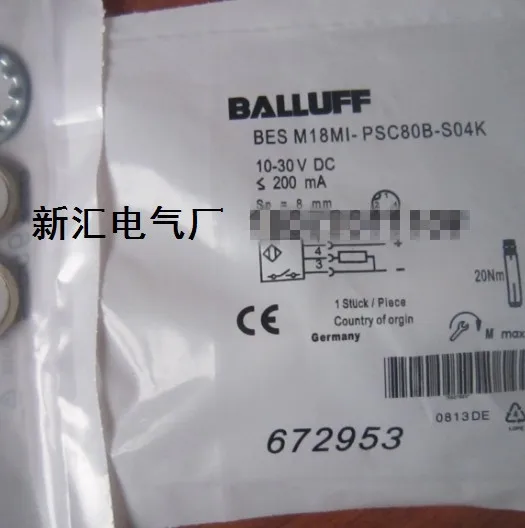 BALLUFF
BES M18MI-PSC80B-S04K
10-30V DC
≤ 200 mA
Sn = 8 mm
新汇电气厂
4
+
3
−
20Nm
1 Stück / Piece
Country of orgin
Germany
CE
M max
0813DE
672953